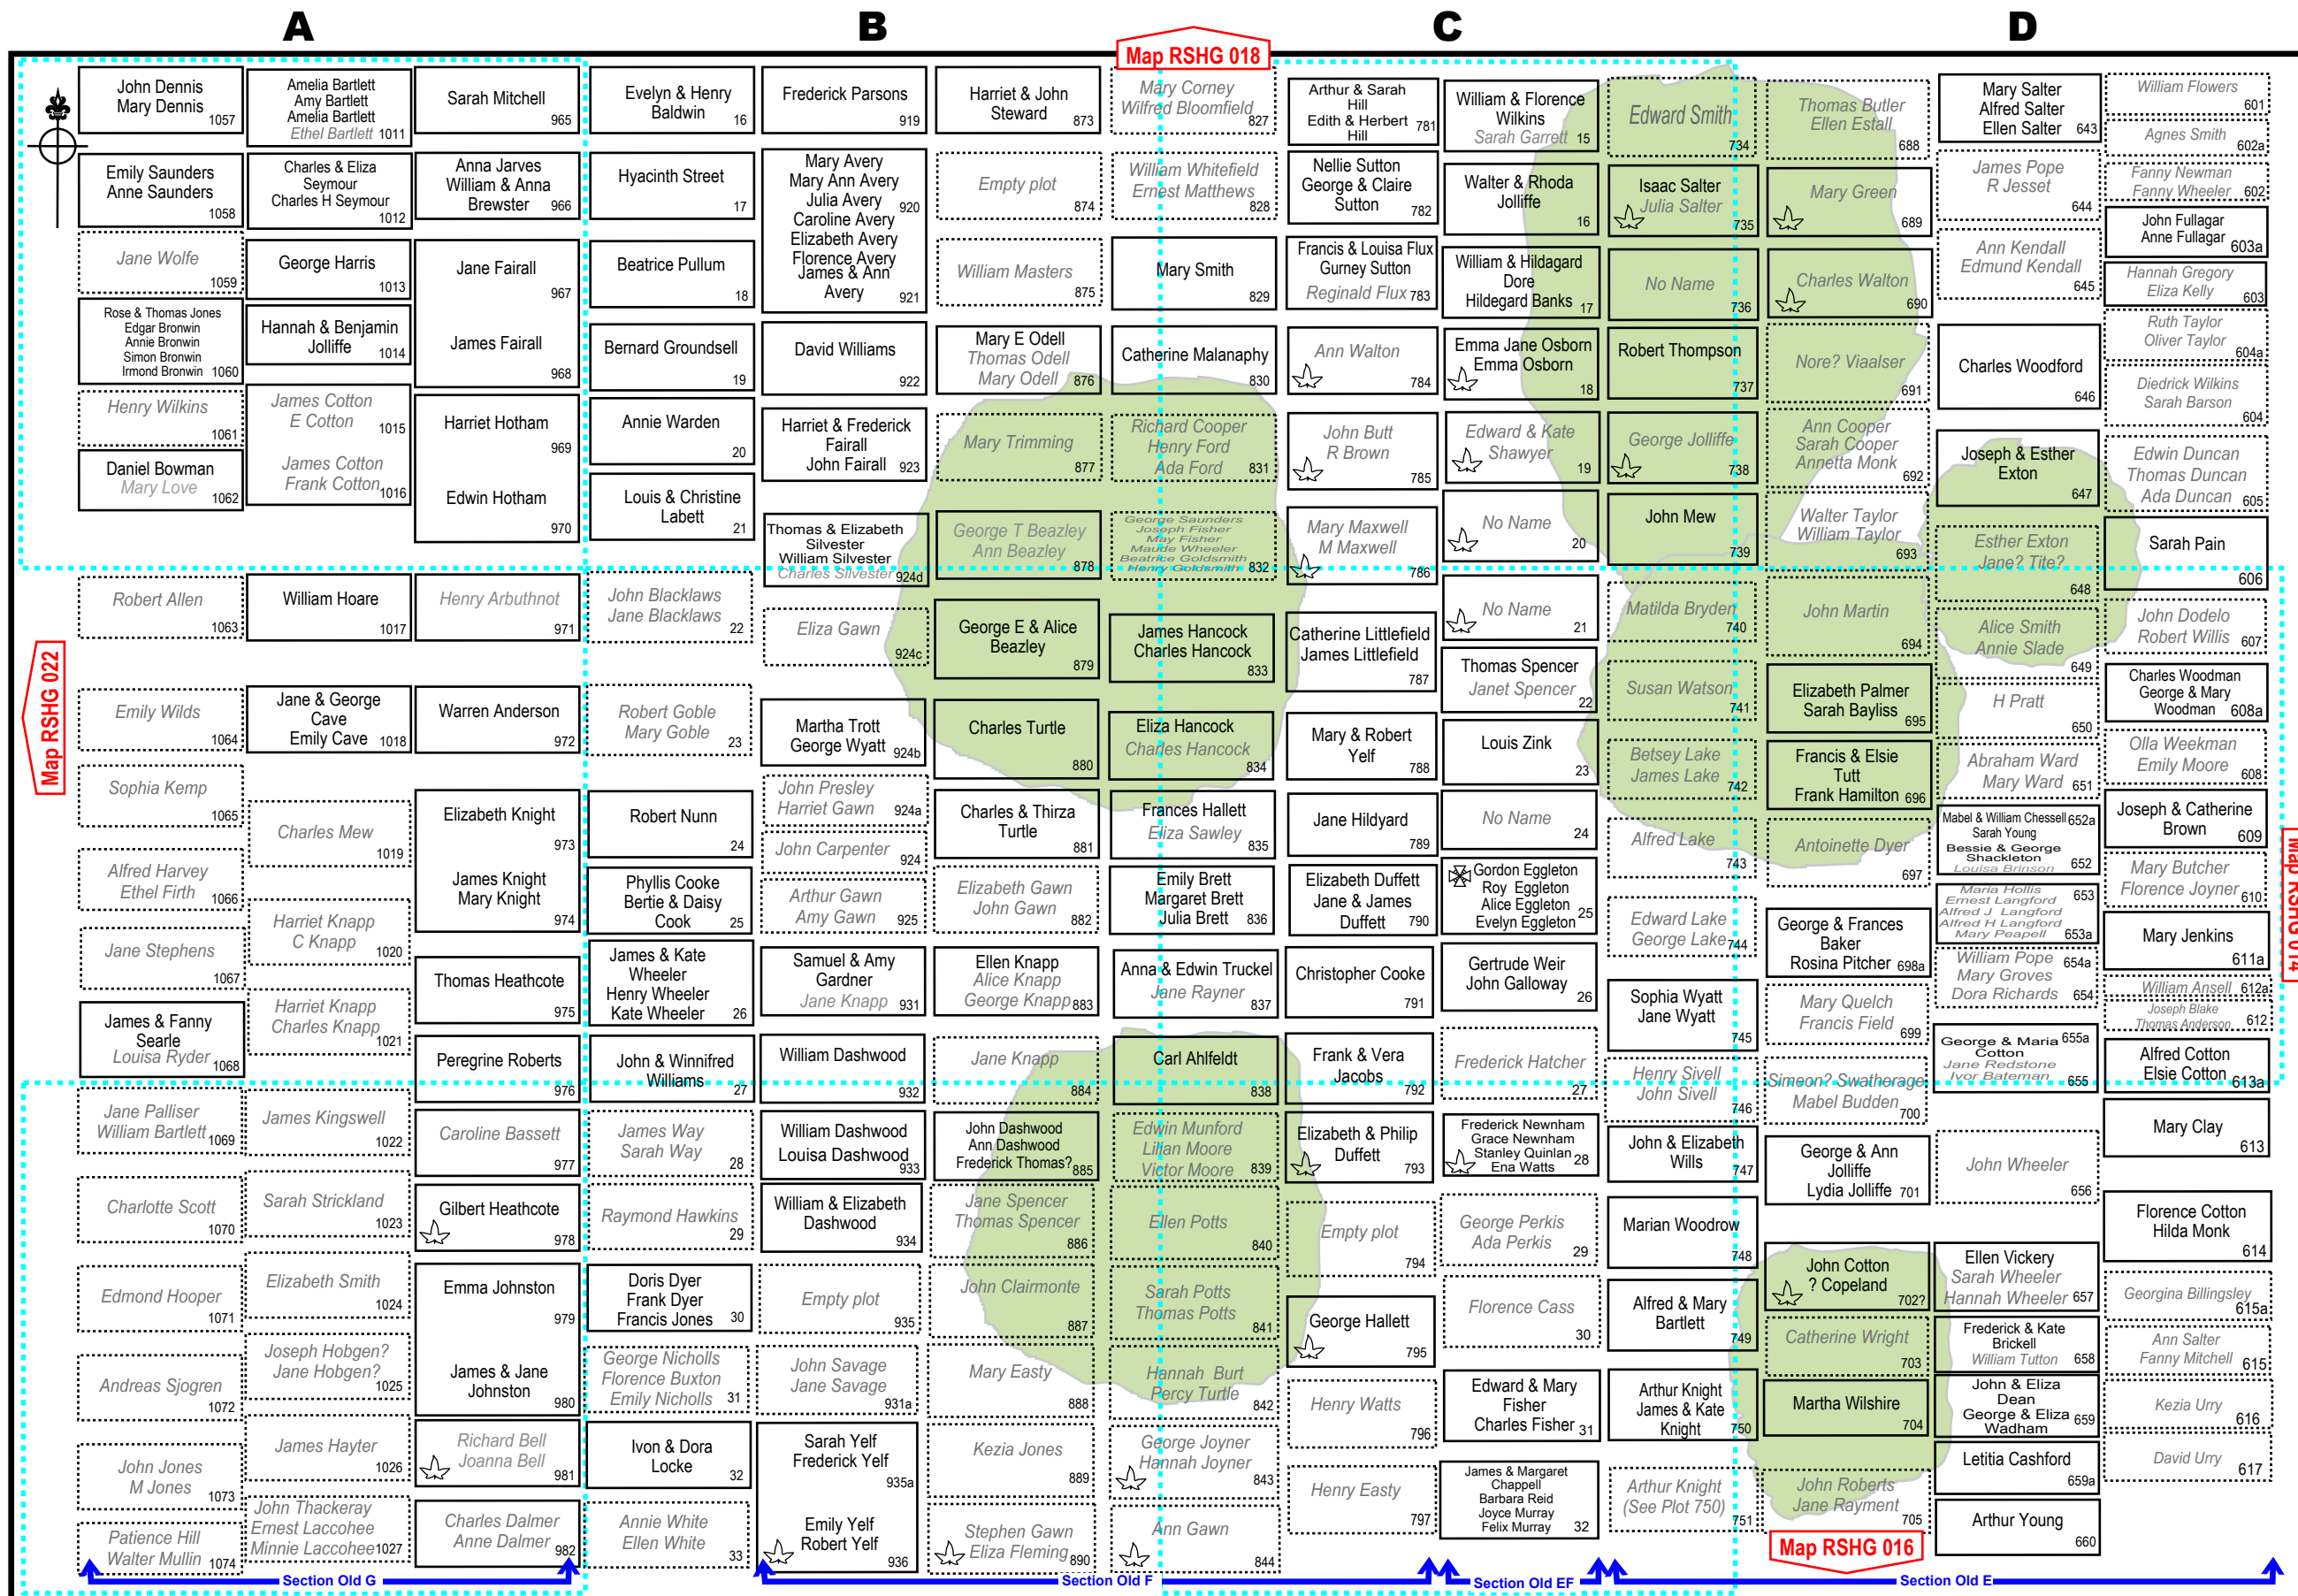 A
B
C
D
Map RSHG 018
Map RSHG 022
Map RSHG 014
John Dennis
Mary Dennis
1057
Emily Saunders
Anne Saunders
1058
Jane Wolfe
1059
Rose & Thomas Jones
Edgar Bronwin
Annie Bronwin
Simon Bronwin
Irmond Bronwin 1060
Henry Wilkins
1061
Daniel Bowman
Mary Love
1062
Robert Allen
1063
Emily Wilds
1064
Sophia Kemp
1065
Alfred Harvey
Ethel Firth
1066
Jane Stephens
1067
James & Fanny
Searle
Louisa Ryder
1068
Jane Palliser
William Bartlett 1069
Charlotte Scott
1070
Edmond Hooper
1071
Andreas Sjogren
1072
John Jones
M Jones
1073
Patience Hill
Walter Mullin 1074
Amelia Bartlett
Amy Bartlett
Amelia Bartlett
Ethel Bartlett 1011
Charles & Eliza
Seymour
Charles H Seymour
1012
George Harris
1013
Hannah & Benjamin
Jolliffe
1014
James Cotton
E Cotton
1015
James Cotton
Frank Cotton 1016
William Hoare
1017
Jane & George
Cave
Emily Cave 1018
Charles Mew
1019
Harriet Knapp
C Knapp
1020
Harriet Knapp
Charles Knapp
1021
James Kingswell
1022
Sarah Strickland
1023
Elizabeth Smith
1024
Joseph Hobgen?
Jane Hobgen?
1025
James Hayter
1026
John Thackeray
Ernest Laccohee
Minnie Laccohee 1027
Sarah Mitchell
965
Anna Jarves
William & Anna
Brewster 966
Jane Fairall
967
James Fairall
968
Harriet Hotham
969
Edwin Hotham
970
Henry Arbuthnot
971
Warren Anderson
972
Elizabeth Knight
973
James Knight
Mary Knight
974
Thomas Heathcote
975
Peregrine Roberts
976
Caroline Bassett
977
Gilbert Heathcote
978
Emma Johnston
979
James & Jane
Johnston
980
Richard Bell
Joanna Bell
981
Charles Dalmer
Anne Dalmer
982
Evelyn & Henry
Baldwin
16
Hyacinth Street
17
Beatrice Pullum
18
Bernard Groundsell
19
Annie Warden
20
Louis & Christine
Labett
21
John Blacklaws
Jane Blacklaws
22
Robert Goble
Mary Goble
23
Robert Nunn
24
Phyllis Cooke
Bertie & Daisy
Cook
25
James & Kate
Wheeler
Henry Wheeler
Kate Wheeler
26
John & Winnifred
Williams
27
James Way
Sarah Way
28
Raymond Hawkins
29
Doris Dyer
Frank Dyer
Francis Jones
30
George Nicholls
Florence Buxton
Emily Nicholls
31
Ivon & Dora
Locke
32
Annie White
Ellen White
33
Frederick Parsons
919
Mary Avery
Mary Ann Avery
Julia Avery
920
Caroline Avery
Elizabeth Avery
Florence Avery
James & Ann
Avery
921
David Williams
922
Harriet & Frederick
Fairall
John Fairall 923
Thomas & Elizabeth
Silvester
William Silvester
Charles Silvester 924d
Eliza Gawn
924c
Martha Trott
George Wyatt
924b
John Presley
Harriet Gawn
924a
John Carpenter
924
Arthur Gawn
Amy Gawn
925
Samuel & Amy
Gardner
Jane Knapp
931
William Dashwood
932
William Dashwood
Louisa Dashwood
933
William & Elizabeth
Dashwood
934
Empty plot
935
John Savage
Jane Savage
931a
Sarah Yelf
Frederick Yelf
935a
Emily Yelf
Robert Yelf
936
Harriet & John
Steward
873
Empty plot
874
William Masters
875
Mary E Odell
Thomas Odell
Mary Odell 876
Mary Trimming
877
George T Beazley
Ann Beazley
878
George E & Alice
Beazley
879
Charles Turtle
880
Charles & Thirza
Turtle
881
Elizabeth Gawn
John Gawn
882
Ellen Knapp
Alice Knapp
George Knapp 883
Jane Knapp
884
John Dashwood
Ann Dashwood
Frederick Thomas? 885
Jane Spencer
Thomas Spencer
886
John Clairmonte
887
Mary Easty
888
Kezia Jones
889
Stephen Gawn
Eliza Fleming 890
Mary Corney
Wilfred Bloomfield
827
William Whitefield
Ernest Matthews
828
Mary Smith
829
Catherine Malanaphy
830
Richard Cooper
Henry Ford
Ada Ford
831
George Saunders
Joseph Fisher
May Fisher
Maude Wheeler
Beatrice Goldsmith
Henry Goldsmith
832
James Hancock
Charles Hancock
833
Eliza Hancock
Charles Hancock
834
Frances Hallett
Eliza Sawley
835
Emily Brett
Margaret Brett
Julia Brett
836
Anna & Edwin Truckel
Jane Rayner
837
Carl Ahlfeldt
838
Edwin Munford
Lilian Moore
Victor Moore
839
Ellen Potts
840
Sarah Potts
Thomas Potts
841
Hannah Burt
Percy Turtle
842
George Joyner
Hannah Joyner
843
Ann Gawn
844
Arthur & Sarah
Hill
Edith & Herbert
Hill
781
Nellie Sutton
George & Claire
Sutton
782
Francis & Louisa Flux
Gurney Sutton
Reginald Flux 783
Ann Walton
784
John Butt
R Brown
785
Mary Maxwell
M Maxwell
786
Catherine Littlefield
James Littlefield
787
Mary & Robert
Yelf
788
Jane Hildyard
789
Elizabeth Duffett
Jane & James
Duffett
790
Christopher Cooke
791
Frank & Vera
Jacobs
792
Elizabeth & Philip
Duffett
793
Empty plot
794
George Hallett
795
Henry Watts
796
Henry Easty
797
William & Florence
Wilkins
Sarah Garrett 15
Walter & Rhoda
Jolliffe
16
William & Hildagard
Dore
Hildegard Banks 17
Emma Jane Osborn
Emma Osborn
18
Edward & Kate
Shawyer
19
No Name
20
No Name
21
Thomas Spencer
Janet Spencer
22
Louis Zink
23
No Name
24
Gordon Eggleton
Roy Eggleton
Alice Eggleton
Evelyn Eggleton
25
Gertrude Weir
John Galloway
26
Frederick Hatcher
27
Frederick Newnham
Grace Newnham
Stanley Quinlan
Ena Watts
28
George Perkis
Ada Perkis
29
Florence Cass
30
Edward & Mary
Fisher
Charles Fisher 31
James & Margaret
Chappell
Barbara Reid
Joyce Murray
Felix Murray
32
Edward Smith
734
Isaac Salter
Julia Salter
735
No Name
736
Robert Thompson
737
George Jolliffe
738
John Mew
739
Matilda Bryden
740
Susan Watson
741
Betsey Lake
James Lake
742
Alfred Lake
743
Edward Lake
George Lake 744
Sophia Wyatt
Jane Wyatt
745
Henry Sivell
John Sivell
746
John & Elizabeth
Wills
747
Marian Woodrow
748
Alfred & Mary
Bartlett
749
Arthur Knight
James & Kate
Knight
750
Arthur Knight
(See Plot 750)
751
Thomas Butler
Ellen Estall
688
Mary Green
689
Charles Walton
690
Nore? Viaalser
691
Ann Cooper
Sarah Cooper
Annetta Monk
692
Walter Taylor
William Taylor
693
John Martin
694
Elizabeth Palmer
Sarah Bayliss
695
Francis & Elsie
Tutt
Frank Hamilton 696
Antoinette Dyer
697
George & Frances
Baker
Rosina Pitcher 698a
Mary Quelch
Francis Field
699
Simeon? Swatherage
Mabel Budden
700
George & Ann
Jolliffe
Lydia Jolliffe 701
John Cotton
? Copeland
702?
Catherine Wright
703
Martha Wilshire
704
John Roberts
Jane Rayment
705
Mary Salter
Alfred Salter
Ellen Salter 643
James Pope
R Jesset
644
Ann Kendall
Edmund Kendall
645
Charles Woodford
646
Joseph & Esther
Exton
647
Esther Exton
Jane? Tite?
648
Alice Smith
Annie Slade
649
H Pratt
650
Abraham Ward
Mary Ward 651
Mabel & William Chessell 652a
Sarah Young
Bessie & George
Shackleton
652
Louisa Brinson
Maria Hollis
653
Ernest Langford
Alfred J Langford
Alfred H Langford
Mary Peapell
653a
William Pope
654a
Mary Groves
Dora Richards
654
George & Maria 655a
Cotton
Jane Redstone
Ivor Bateman
655
John Wheeler
656
Ellen Vickery
Sarah Wheeler
Hannah Wheeler 657
Frederick & Kate
Brickell
William Tutton 658
John & Eliza
Dean
George & Eliza 659
Wadham
Letitia Cashford
659a
Arthur Young
660
William Flowers
601
Agnes Smith
602a
Fanny Newman
Fanny Wheeler 602
John Fullagar
Anne Fullagar
603a
Hannah Gregory
Eliza Kelly
603
Ruth Taylor
Oliver Taylor
604a
Diedrick Wilkins
Sarah Barson
604
Edwin Duncan
Thomas Duncan
Ada Duncan
605
Sarah Pain
606
John Dodelo
Robert Willis
607
Charles Woodman
George & Mary
Woodman
608a
Olla Weekman
Emily Moore
608
Joseph & Catherine
Brown
609
Mary Butcher
Florence Joyner
610
Mary Jenkins
611a
William Ansell 612a
Joseph Blake
Thomas Anderson
612
Alfred Cotton
Elsie Cotton 613a
Mary Clay
613
Florence Cotton
Hilda Monk
614
Georgina Billingsley
615a
Ann Salter
Fanny Mitchell
615
Kezia Urry
616
David Urry
617
Map RSHG 016
Section Old G
Section Old F
Section Old EF
Section Old E